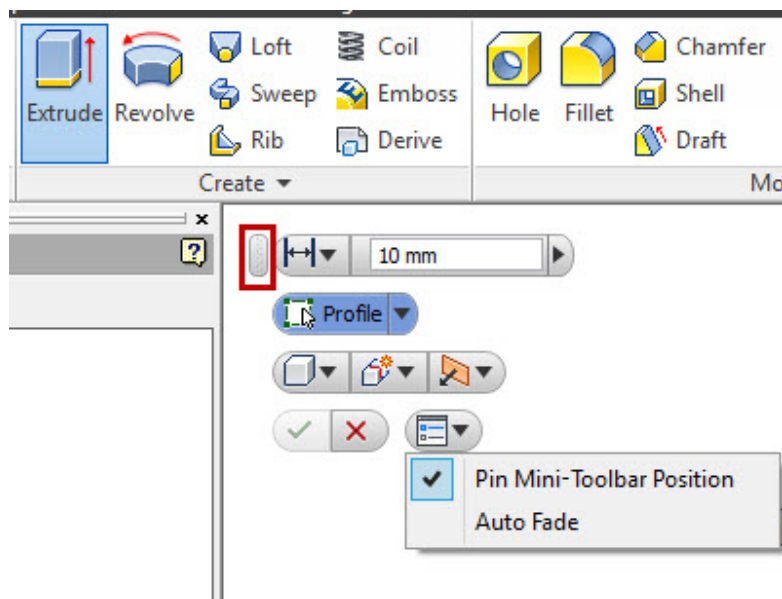 Loft Coil Chamfer
Extrude Revolve Sweep Emboss Hole Fillet Shell
Rib Derive Draft
Create
10 mm
Profile
Pin Mini-Toolbar Position
Auto Fade